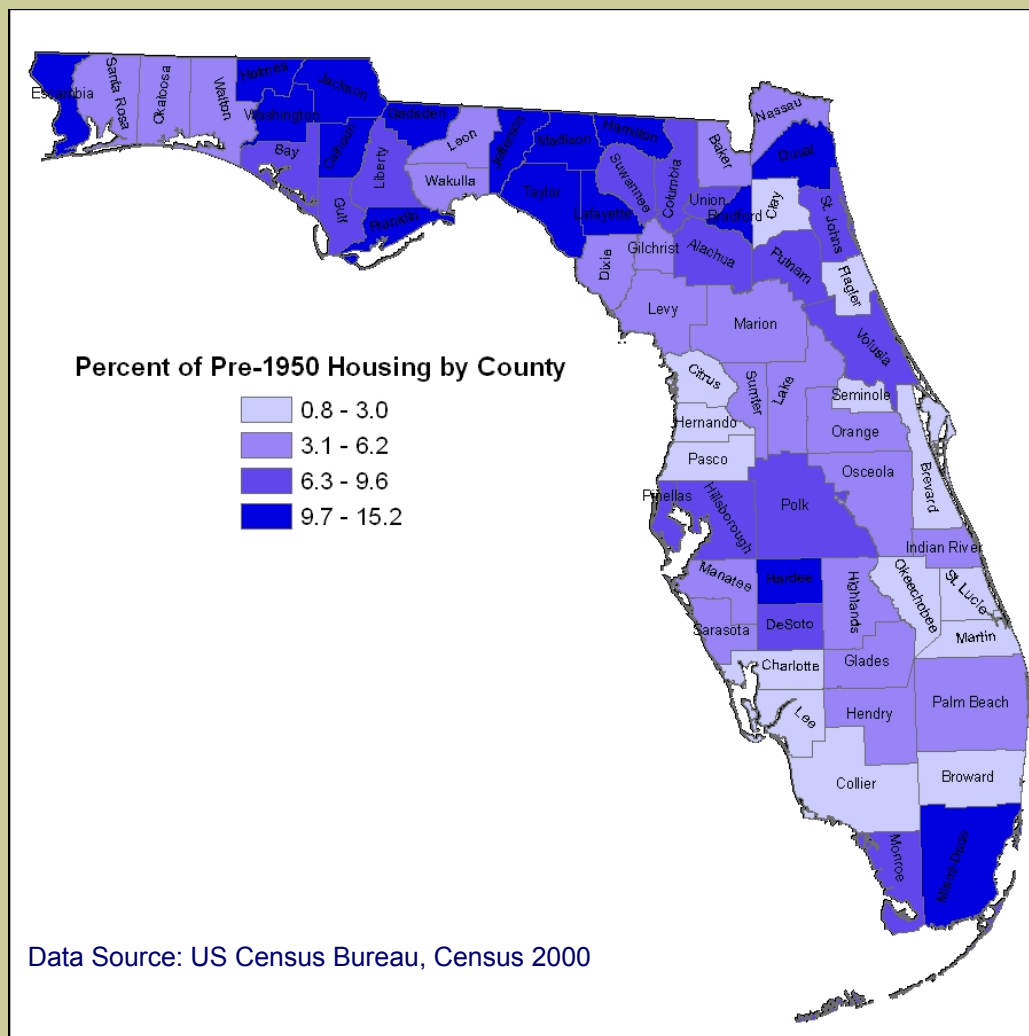 Escambia
Santa Rosa
Okaloosa
Walton
Holmes
Jackson
Washington
Bay
Calhoun
Gulf
Liberty
Gadsden
Franklin
Leon
Wakulla
Jefferson
Madison
Taylor
Hamilton
Suwannee
Lafayette
Columbia
Dixie
Gilchrist
Baker
Union
Bradford
Alachua
Nassau
Duval
Clay
St. Johns
Putnam
Flagler
Levy
Marion
Volusia
Percent of Pre-1950 Housing by County
0.8 - 3.0
3.1 - 6.2
6.3 - 9.6
9.7 - 15.2
Citrus
Sumter
Lake
Seminole
Hernando
Orange
Pasco
Osceola
Brevard
Pinellas
Hillsborough
Polk
Indian River
Manatee
Hardee
Highlands
Okeechobee
St. Lucie
Sarasota
DeSoto
Martin
Charlotte
Glades
Lee
Hendry
Palm Beach
Collier
Broward
Monroe
Miami-Dade
Data Source: US Census Bureau, Census 2000